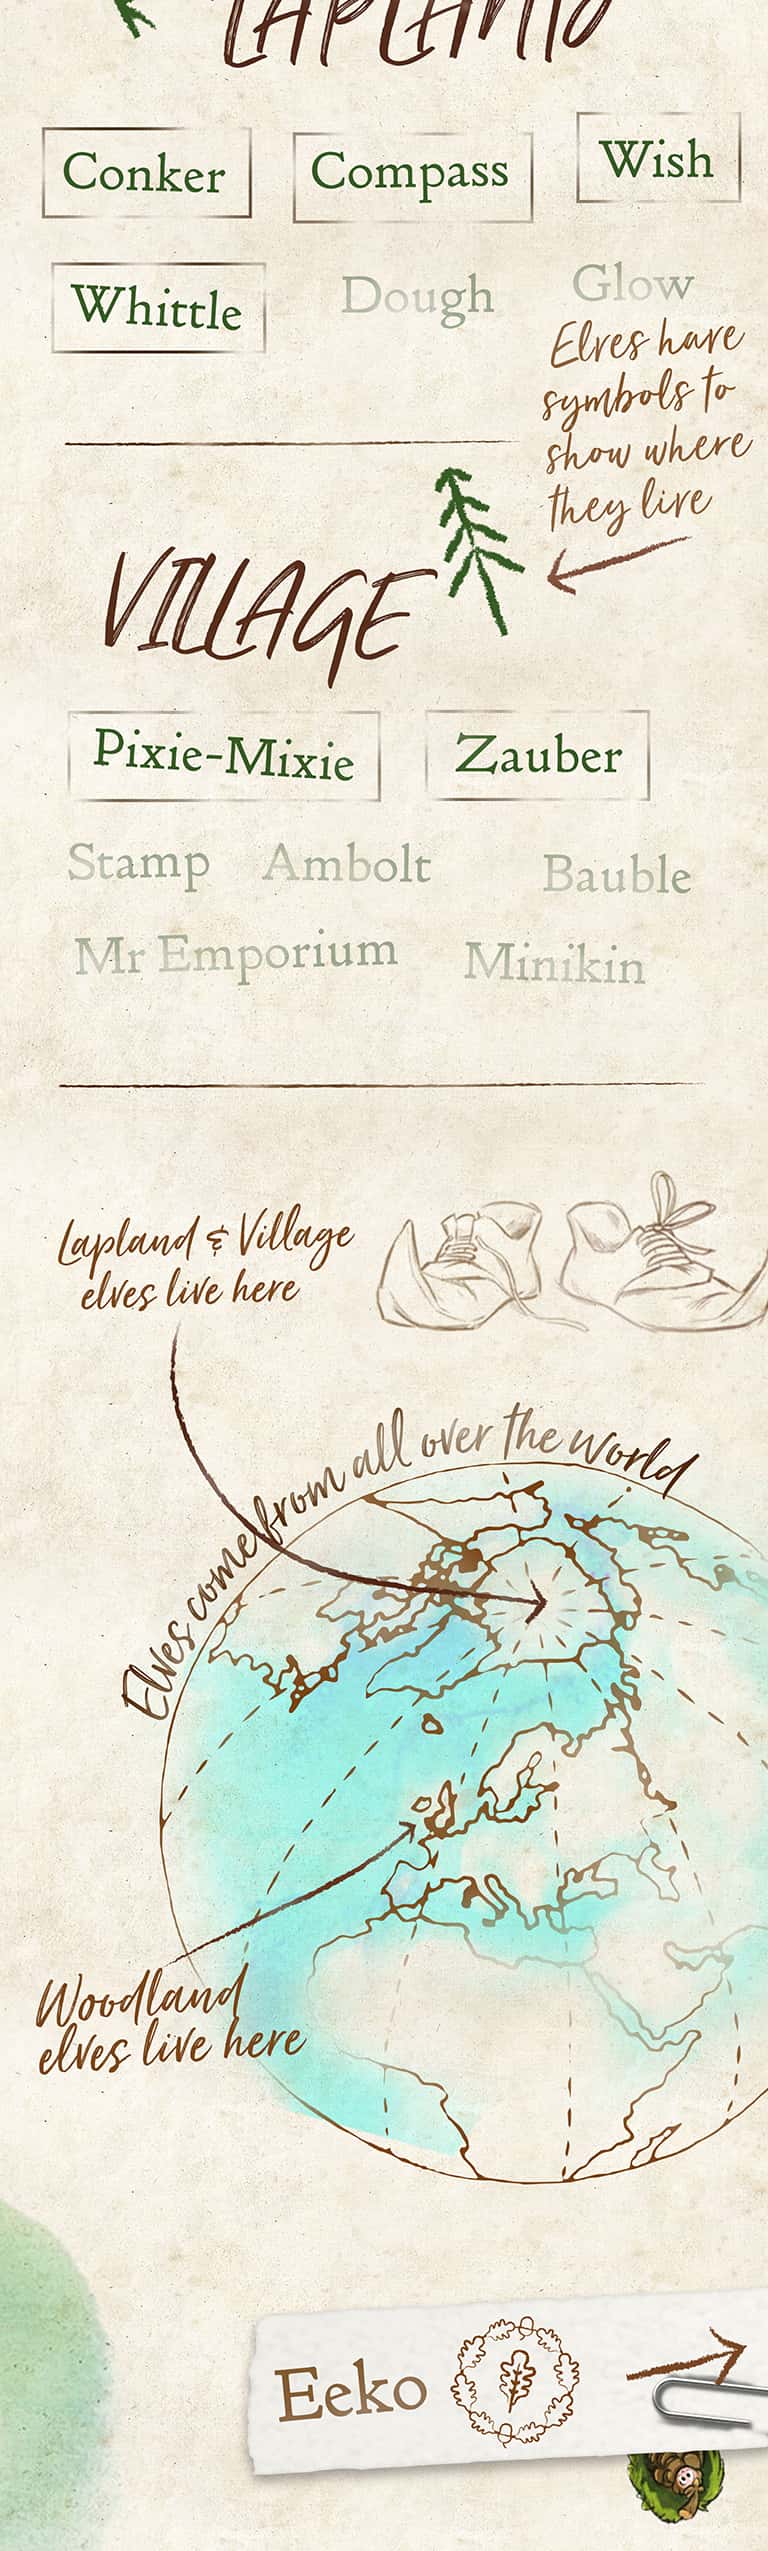 LAPLAND
Conker Compass Wish
Whittle Dough Glow
Elves have
symbols to
show where
they live
VILLAGE
Pixie-Mixie Zauber
Stamp Ambolt Bauble
Mr Emporium Minikin
Lapland & Village
elves live here
Elves come from all over the world
Woodland
elves live here
Eeko